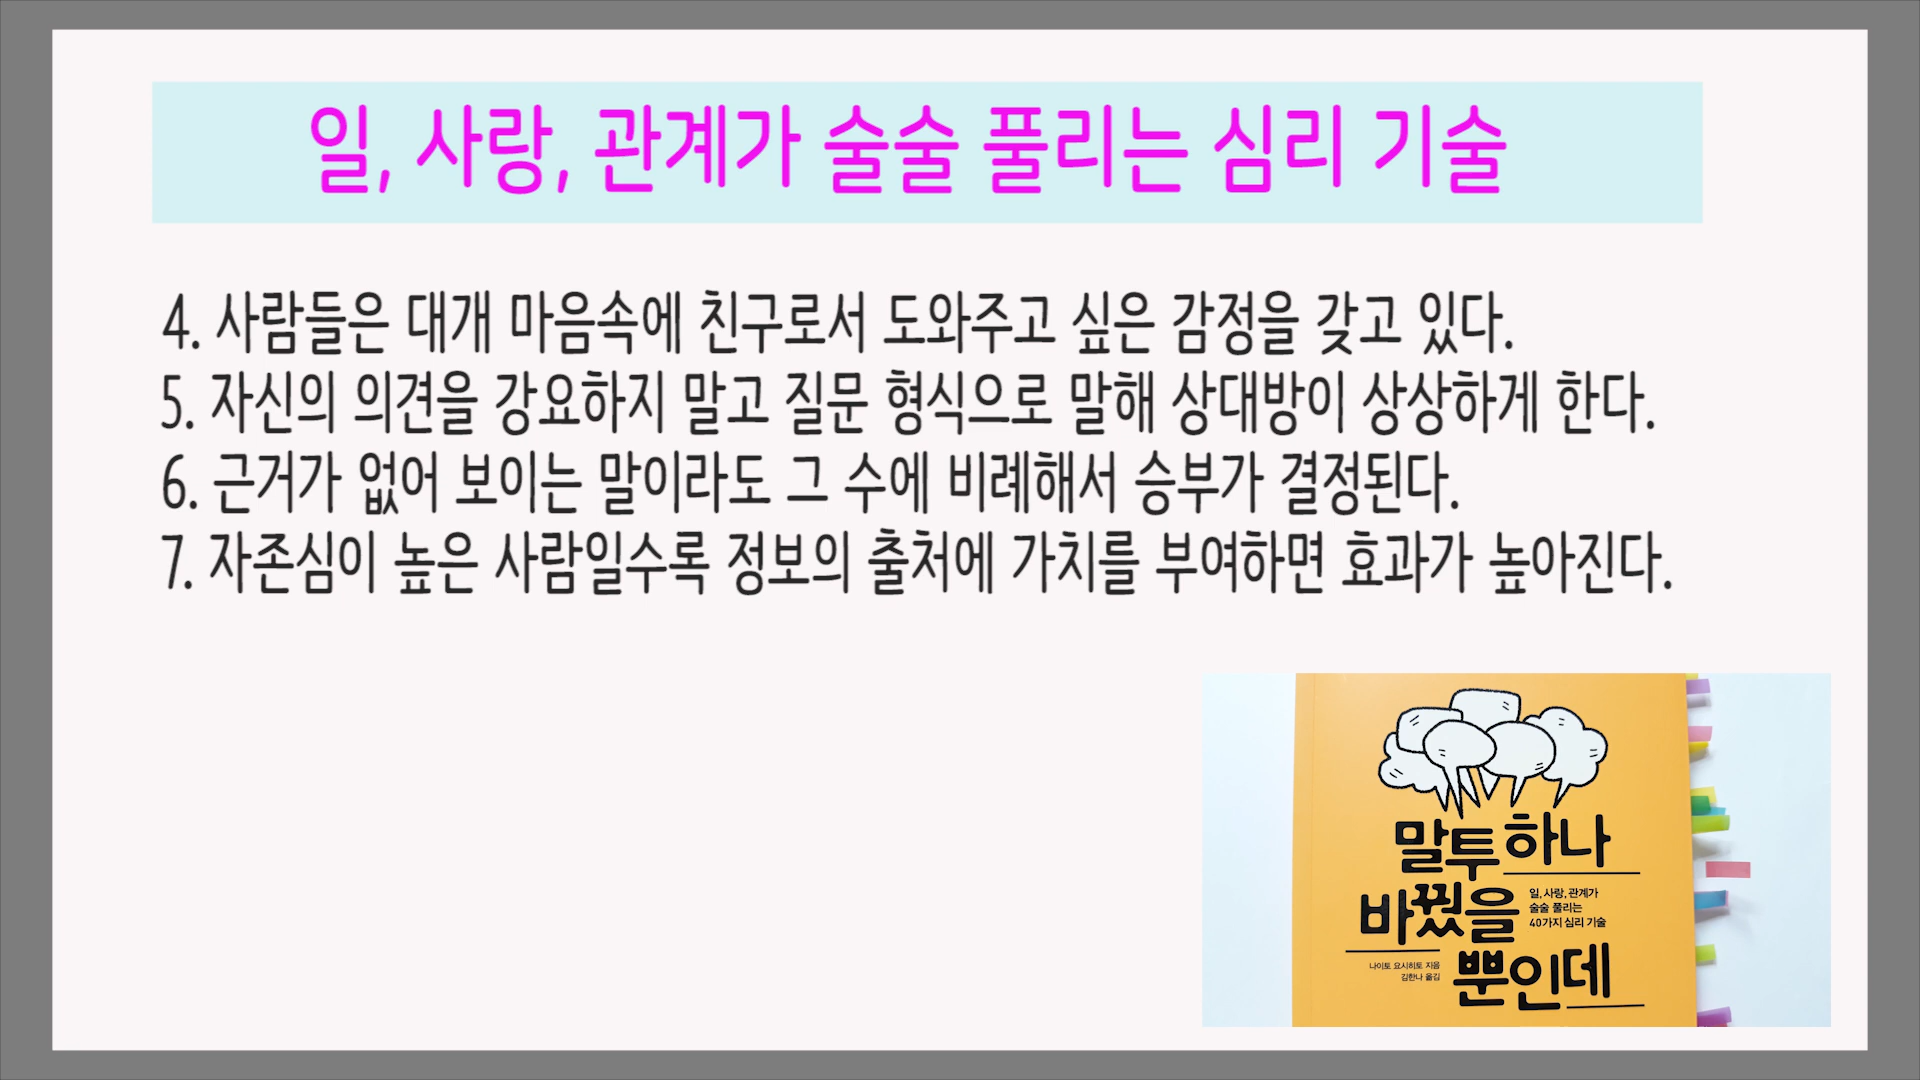 일, 사랑, 관계가 술술 풀리는 심리 기술
4. 사람들은 대개 마음속에 친구로서 도와주고 싶은 감정을 갖고 있다.
5. 자신의 의견을 강요하지 말고 질문 형식으로 말해 상대방이 상상하게 한다.
6. 근거가 없어 보이는 말이라도 그 수에 비례해서 승부가 결정된다.
7. 자존심이 높은 사람일수록 정보의 출처에 가치를 부여하면 효과가 높아진다.
말투 하나
바꿨을
일, 사랑, 관계가
술술 풀리는
40가지 심리 기술
나이토 요시히토 지음
김한나 옮김
뿐인데